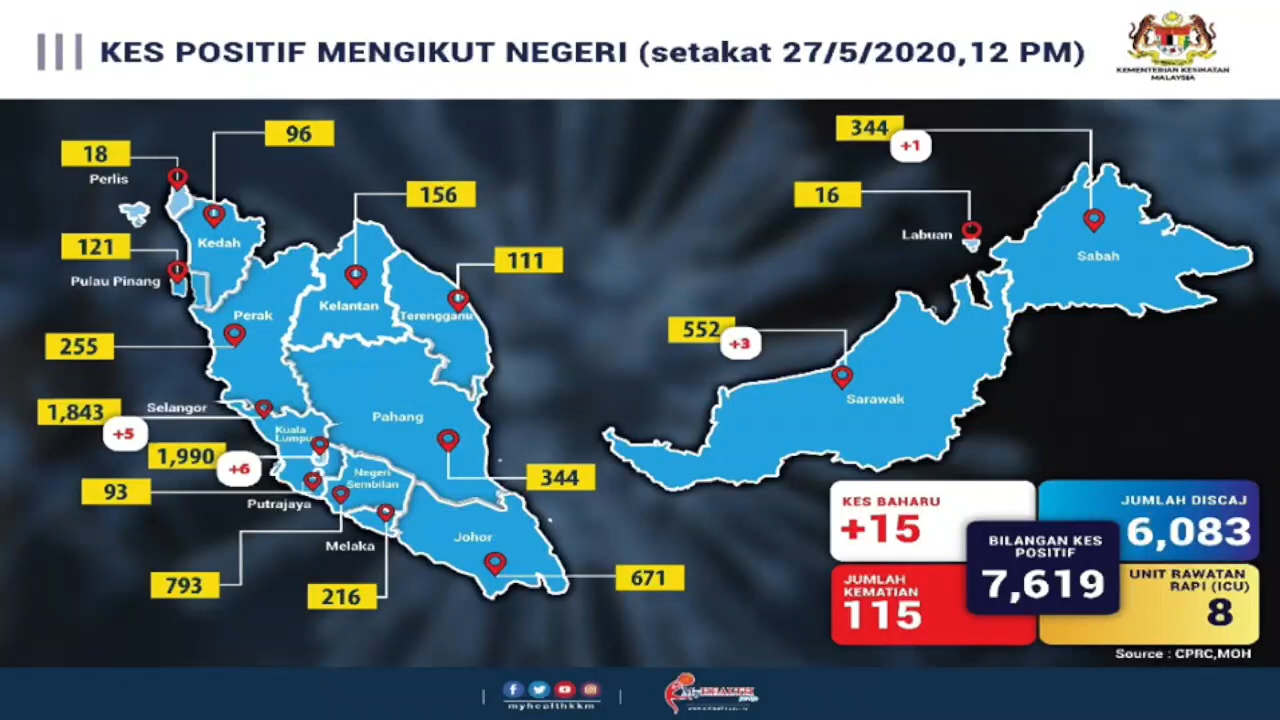 KES POSITIF MENGIKUT NEGERI (setakat 27/5/2020,12 PM)
KEMENTERIAN KESIHATAN
MALAYSIA
96
18
Perlis
156
121
Pulau Pinang
Kedah
111
Kelantan
Terengganu
Perak
255
1,843
+5
Selangor
Kuala
Lumpur
1,990
+6
Pahang
344
93
Putrajaya
Negeri
Sembilan
Melaka
Johor
793
216
671
344
+1
16
Labuan
Sabah
552
+3
Sarawak
KES BAHARU
+15
JUMLAH DISCAJ
6,083
BILANGAN KES
POSITIF
7,619
JUMLAH
KEMATIAN
115
UNIT RAWATAN
RAPI (ICU)
8
Source : CPRC,MOH
myhealthkkm
MyHEALTH